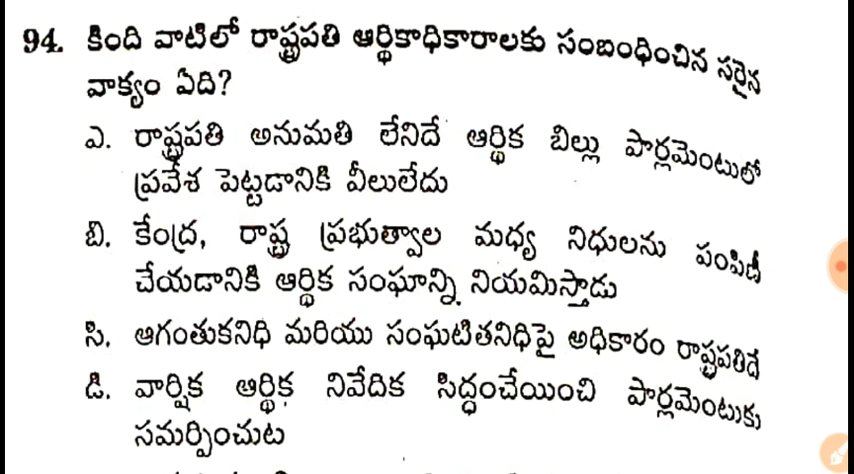 94. కింది వాటిలో రాష్ట్రపతి ఆర్థికాధికారాలకు సంబంధించిన సరైన
వాక్యం ఏది?
ఎ. రాష్ట్రపతి అనుమతి లేనిదే ఆర్థిక బిల్లు పార్లమెంటులో
ప్రవేశ పెట్టడానికి వీలులేదు
బి. కేంద్ర, రాష్ట్ర ప్రభుత్వాల మధ్య నిధులను పంపిణీ
చేయడానికి ఆర్థిక సంఘాన్ని నియమిస్తాడు
సి. ఆగంతుకనిధి మరియు సంఘటితనిధిపై అధికారం రాష్ట్రపతిదే
డి. వార్షిక ఆర్థిక నివేదిక సిద్ధంచేయించి పార్లమెంటుకు
సమర్పించుట